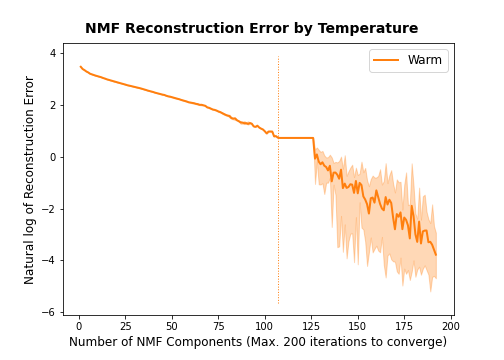 NMF Reconstruction Error by Temperature
Warm
Natural log of Reconstruction Error
4
2
0
−2
−4
−6
0 25 50 75 100 125 150 175 200
Number of NMF Components (Max. 200 iterations to converge)